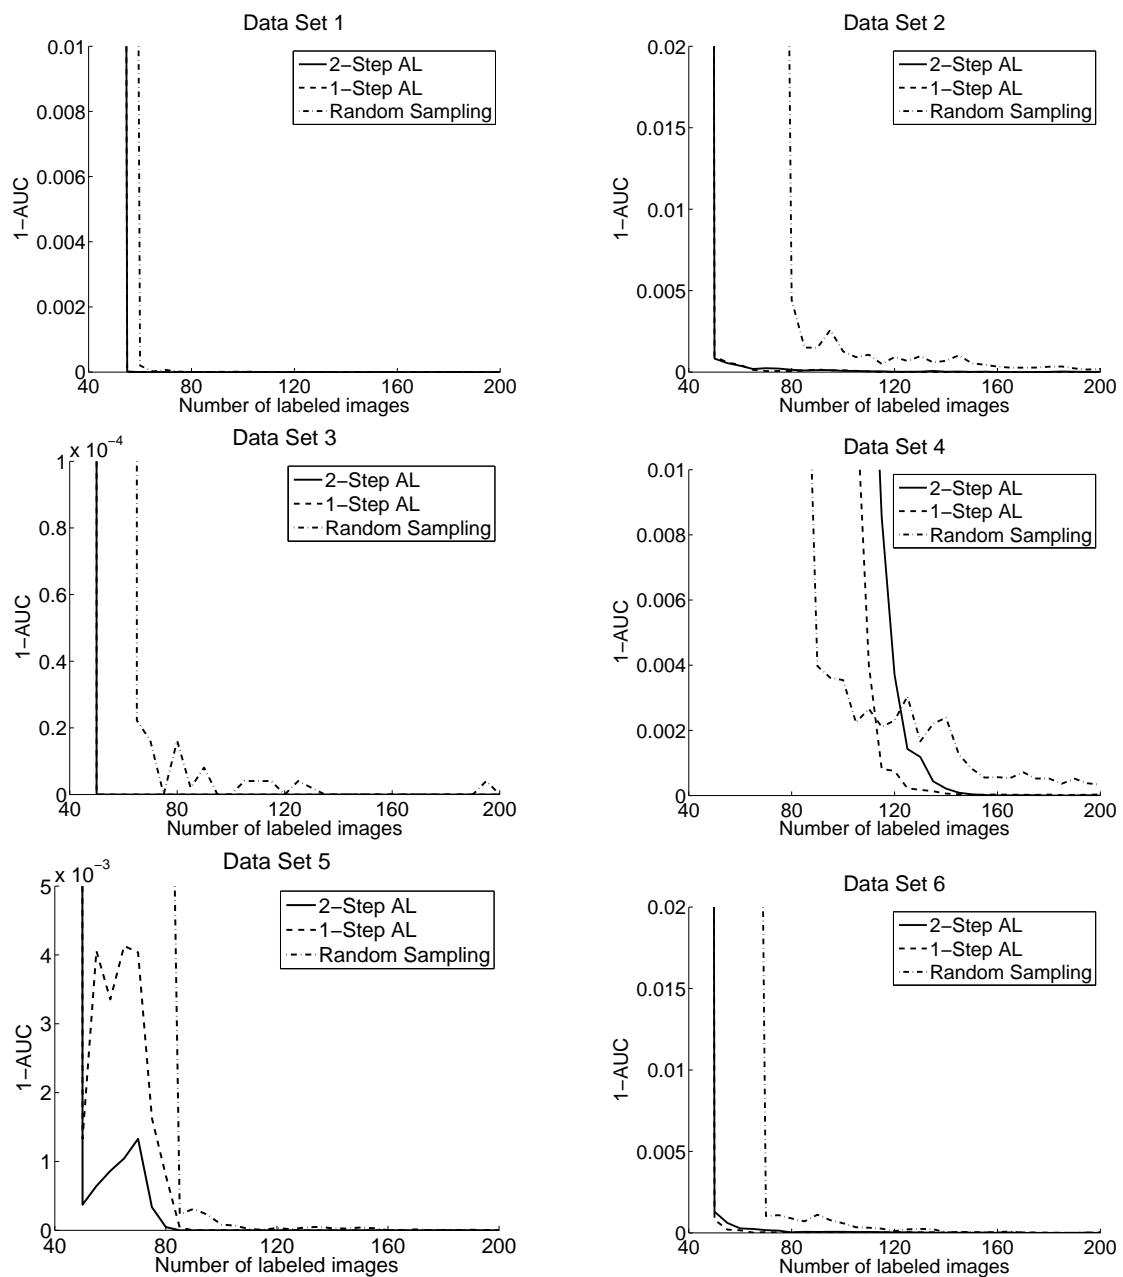 Data Set 1
0.01
0.008
0.006
0.004
0.002
0
1−AUC
2−Step AL
1−Step AL
Random Sampling
40 80 120 160 200
Number of labeled images
Data Set 2
0.02
0.015
0.01
0.005
0
1−AUC
2−Step AL
1−Step AL
Random Sampling
40 80 120 160 200
Number of labeled images
Data Set 3
x 10−4
1
0.8
0.6
0.4
0.2
0
1−AUC
2−Step AL
1−Step AL
Random Sampling
40 80 120 160 200
Number of labeled images
Data Set 4
0.01
0.008
0.006
0.004
0.002
0
1−AUC
2−Step AL
1−Step AL
Random Sampling
40 80 120 160 200
Number of labeled images
Data Set 5
x 10−3
5
4
3
2
1
0
1−AUC
2−Step AL
1−Step AL
Random Sampling
40 80 120 160 200
Number of labeled images
Data Set 6
0.02
0.015
0.01
0.005
0
1−AUC
2−Step AL
1−Step AL
Random Sampling
40 80 120 160 200
Number of labeled images